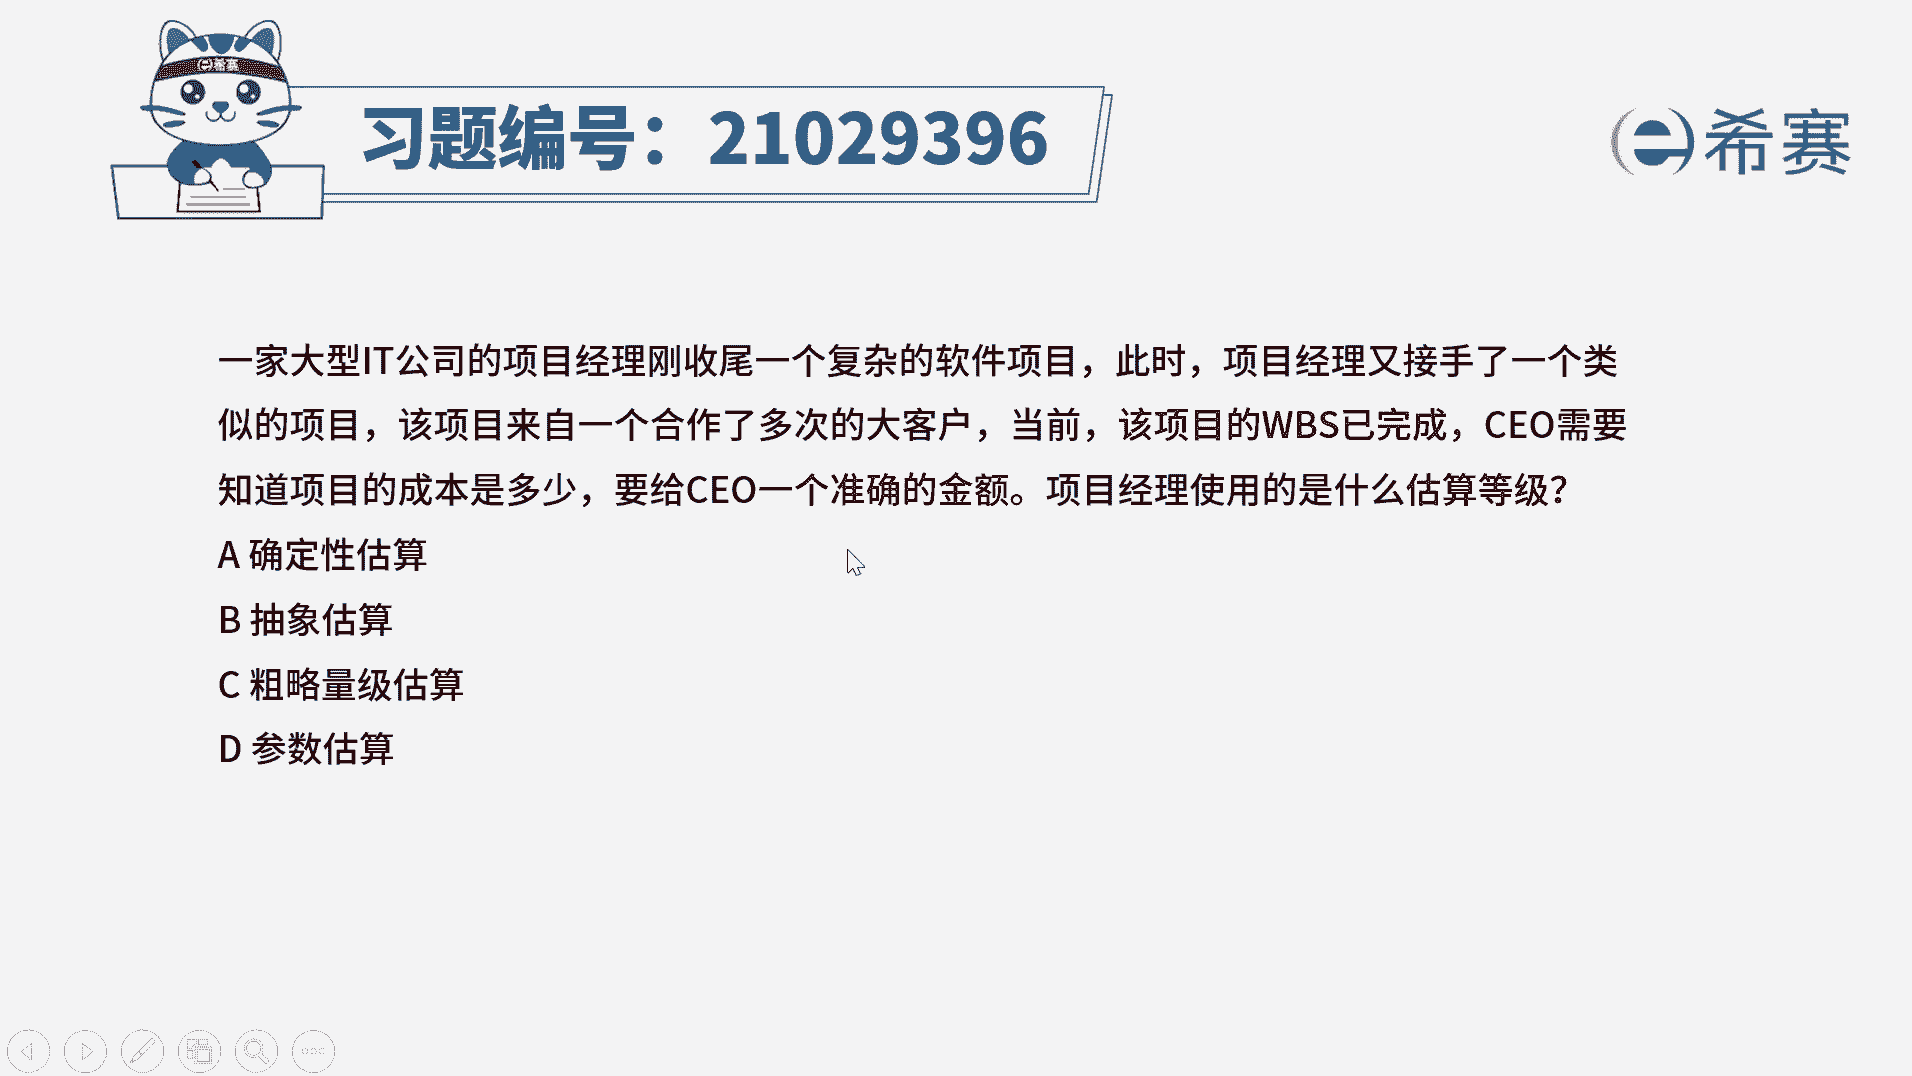 希赛
习题编号：21029396
希赛
一家大型IT公司的项目经理刚收尾一个复杂的软件项目，此时，项目经理又接手了一个类
似的项目，该项目来自一个合作了多次的大客户，当前，该项目的WBS已完成，CEO需要
知道项目的成本是多少，要给CEO一个准确的金额。项目经理使用的是什么估算等级？
A 确定性估算
B 抽象估算
C 粗略量级估算
D 参数估算